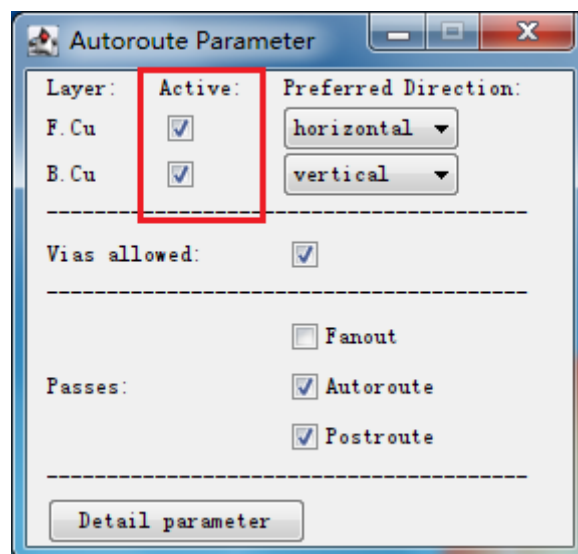 Autoroute Parameter
Layer: Active: Preferred Direction:
F.Cu horizontal
B.Cu vertical
---------------------------------------
Vias allowed:
---------------------------------------
Fanout
Passes: Autoroute
Postroute
---------------------------------------
Detail parameter